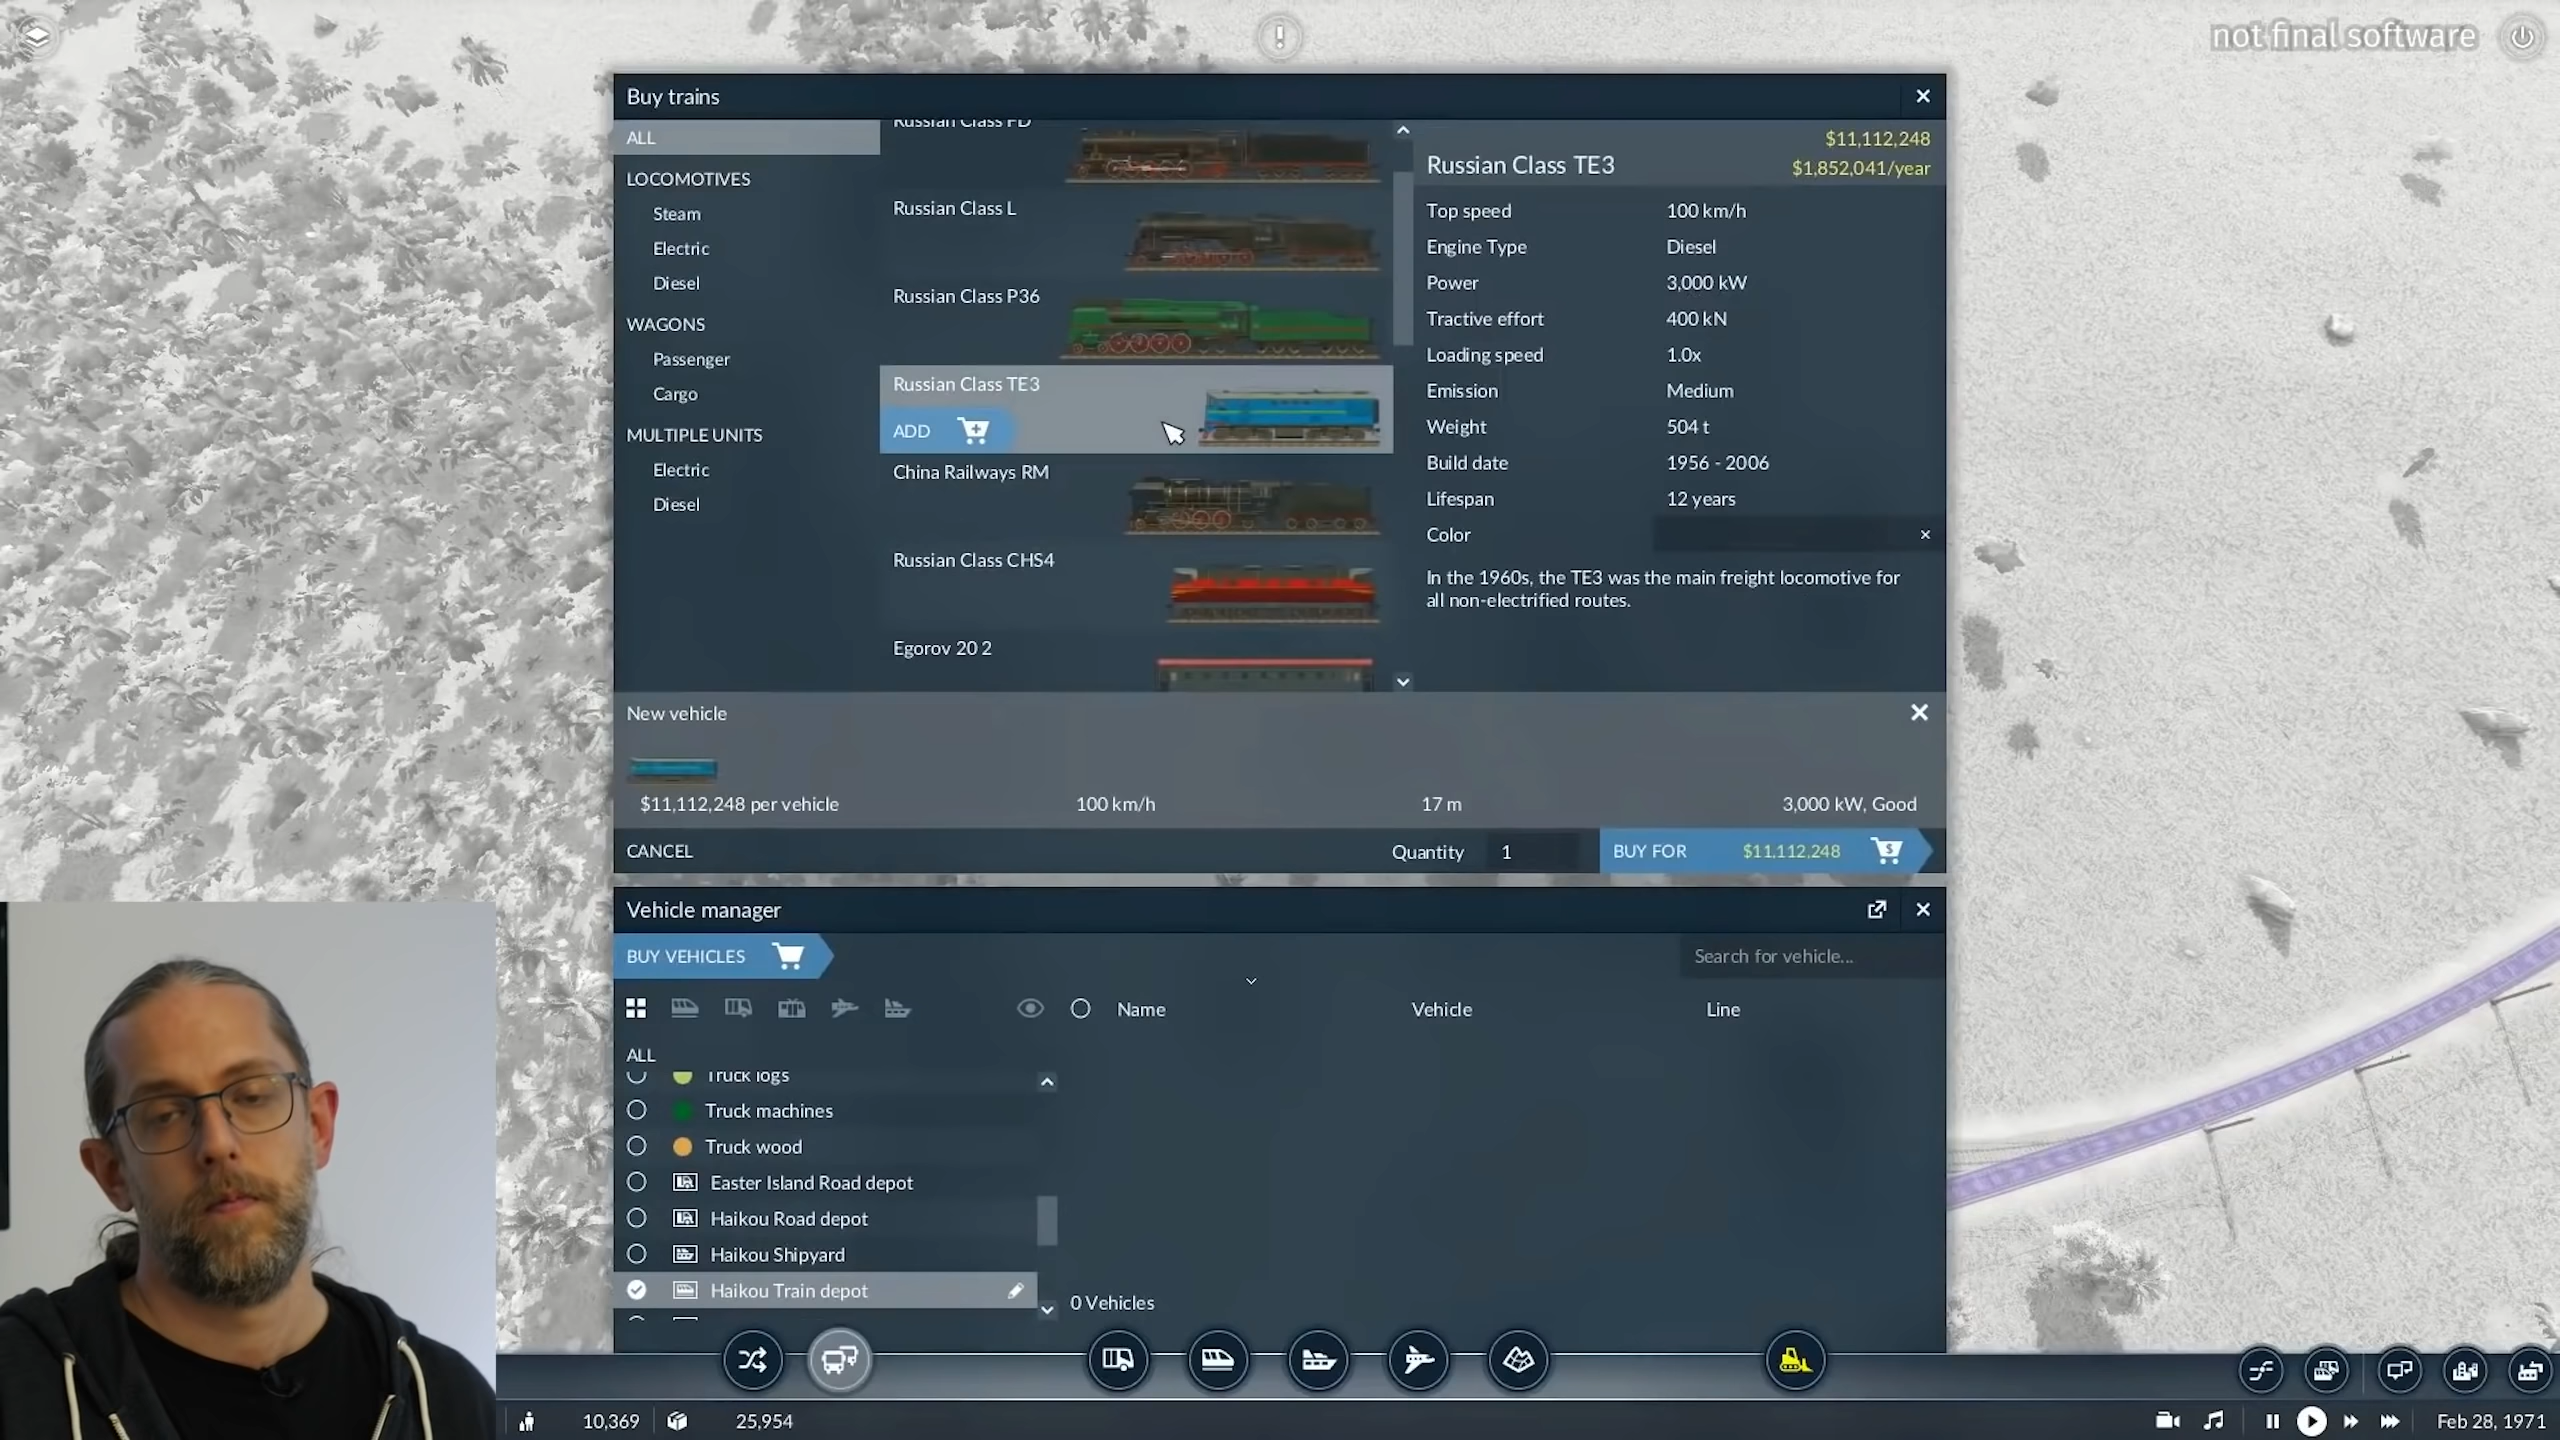 not final software
Buy trains
ALL
LOCOMOTIVES
Steam
Electric
Diesel
WAGONS
Passenger
Cargo
MULTIPLE UNITS
Electric
Diesel
Russian Class FD
Russian Class L
Russian Class P36
Russian Class TE3
ADD
China Railways RM
Russian Class CHS4
Egorov 20 2
$11,112,248
Russian Class TE3
$1,852,041/year
Top speed 100 km/h
Engine Type Diesel
Power 3,000 kW
Tractive effort 400 kN
Loading speed 1.0x
Emission Medium
Weight 504 t
Build date 1956 - 2006
Lifespan 12 years
Color
In the 1960s, the TE3 was the main freight locomotive for
all non-electrified routes.
New vehicle
$11,112,248 per vehicle 100 km/h 17 m 3,000 kW, Good
CANCEL Quantity 1 BUY FOR $11,112,248
Vehicle manager
BUY VEHICLES Search for vehicle...
Name Vehicle Line
ALL
Truck logs
Truck machines
Truck wood
Easter Island Road depot
Haikou Road depot
Haikou Shipyard
Haikou Train depot
0 Vehicles
10,369 25,954 Feb 28, 1971